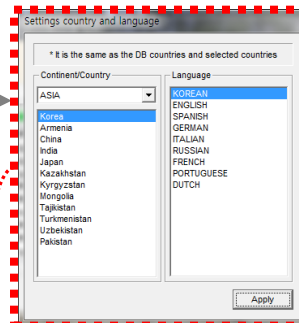 Settings country and language
* It is the same as the DB countries and selected countries
Continent/Country
ASIA
Korea
Armenia
China
India
Japan
Kazakhstan
Kyrgyzstan
Mongolia
Tajikistan
Turkmenistan
Uzbekistan
Pakistan
Language
KOREAN
ENGLISH
SPANISH
GERMAN
ITALIAN
RUSSIAN
FRENCH
PORTUGUESE
DUTCH
Apply